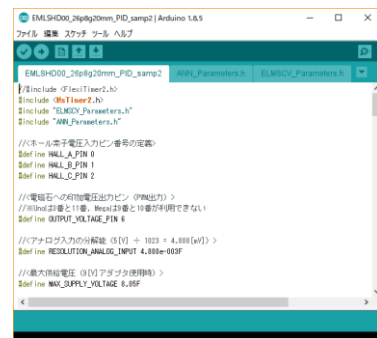 EMLSHD00_26p8g20mm_PID_samp2 | Arduino 1.8.5
ファイル 編集 スケッチ ツール ヘルプ
EMLSHD00_26p8g20mm_PID_samp2 ANN_Parameters.h ELMSCV_Parameters.h
//#include <FlexiTimer2.h>
#include <MsTimer2.h>
#include "ELMSCV_Parameters.h"
#include "ANN_Parameters.h"
//<ホール素子電圧入力ピン番号の定義>
#define HALL_A_PIN 0
#define HALL_B_PIN 1
#define HALL_C_PIN 2
//<電磁石への印加電圧出力ピン (PWM出力) >
//※Unoは3番と11番、Megaは9番と10番が利用できない
#define OUTPUT_VOLTAGE_PIN 6
//<アナログ入力の分解能 (5[V] ÷ 1023 = 4.888[mV]) >
#define RESOLUTION_ANALOG_INPUT 4.888e-003F
//<最大供給電圧 (9[V]アダプタ使用時) >
#define MAX_SUPPLY_VOLTAGE 8.05F